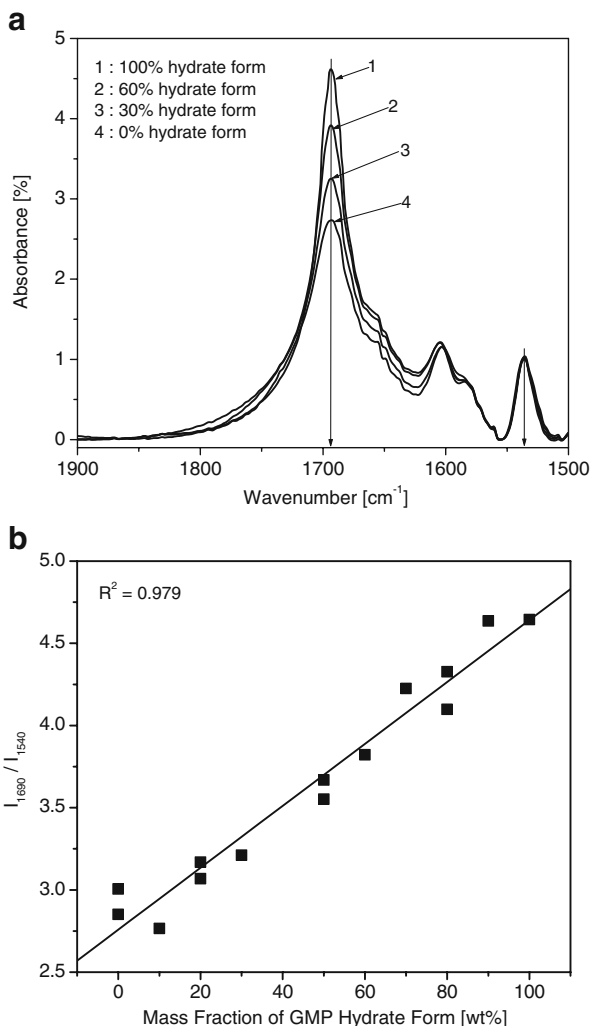 a
1 : 100% hydrate form
2 : 60% hydrate form
3 : 30% hydrate form
4 : 0% hydrate form
1
2
3
4
Absorbance [%]
5
4
3
2
1
0
1900 1800 1700 1600 1500
Wavenumber [cm⁻¹]
b
R² = 0.979
I₁₆₉₀ / I₁₅₄₀
5.0
4.5
4.0
3.5
3.0
2.5
0 20 40 60 80 100
Mass Fraction of GMP Hydrate Form [wt%]